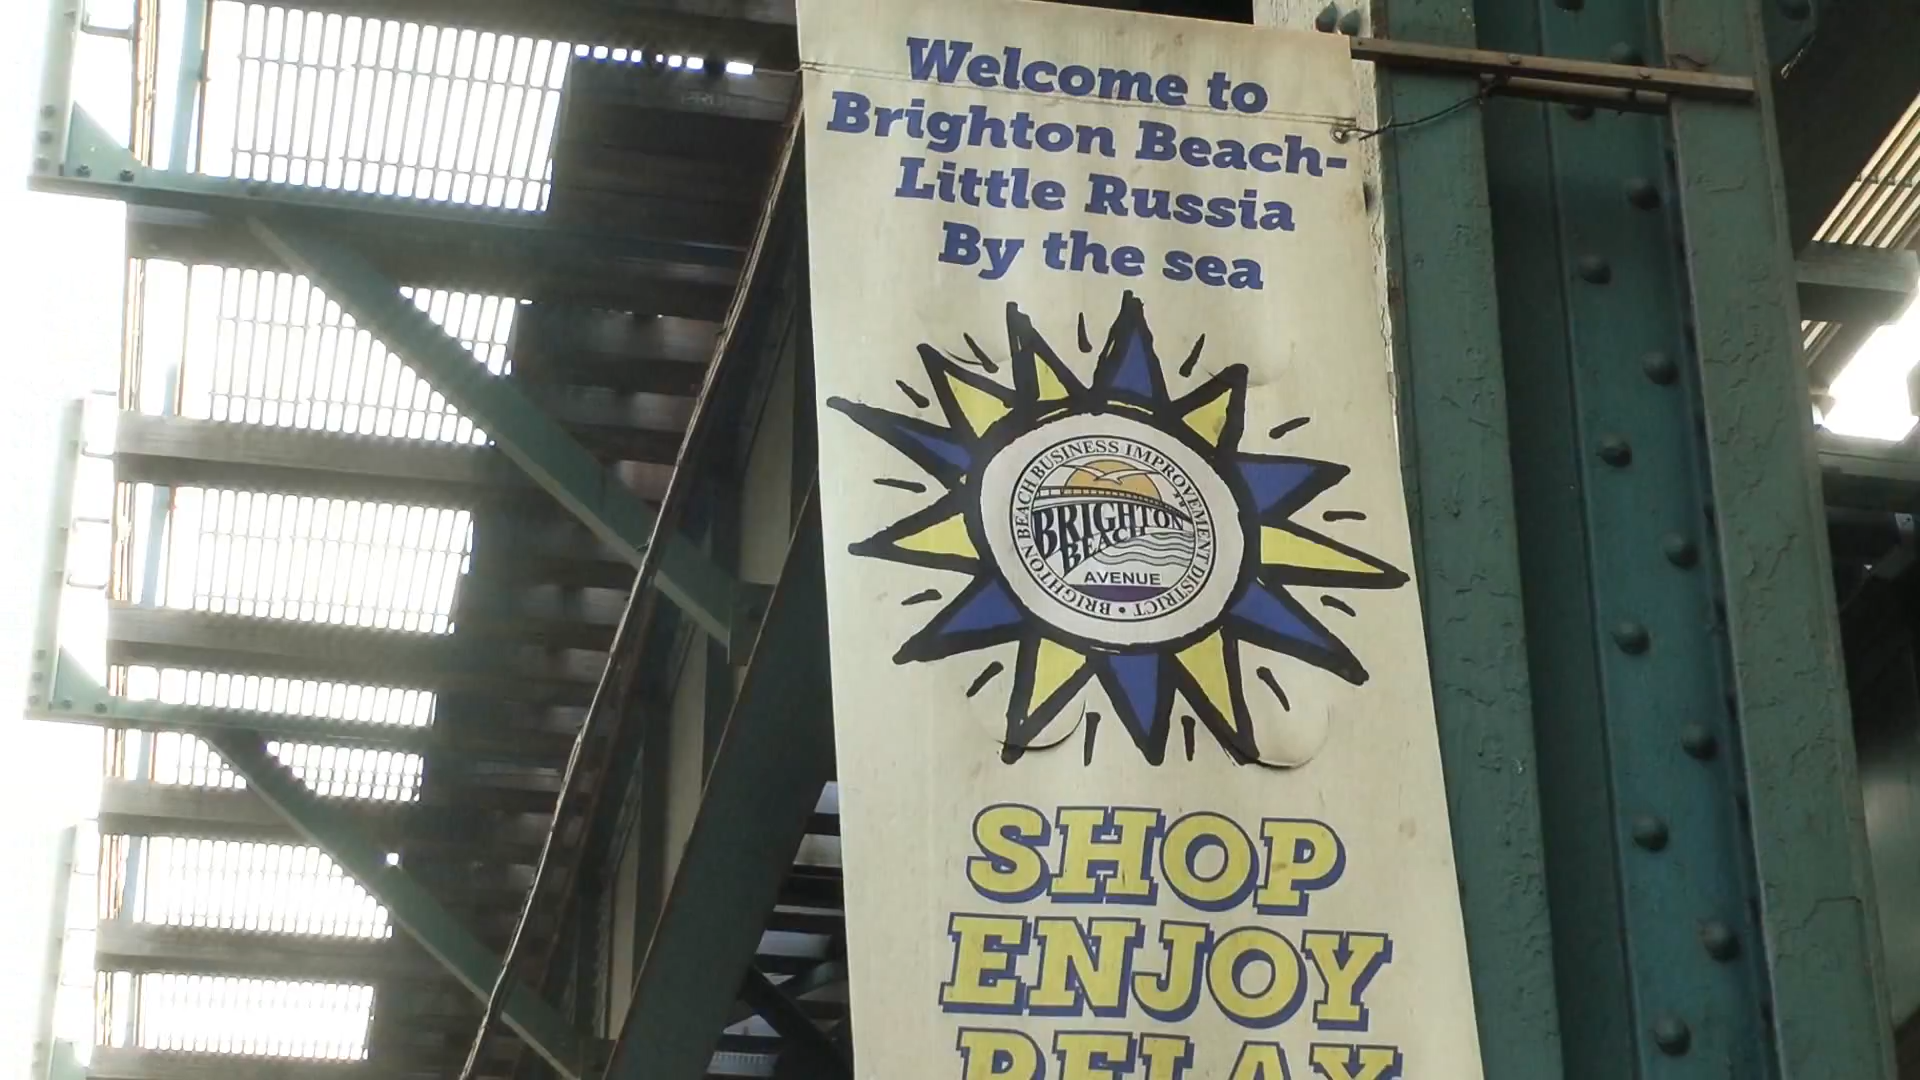 Welcome to
Brighton Beach-
Little Russia
By the sea
BRIGHTON BEACH BUSINESS IMPROVEMENT DISTRICT •
BRIGHTON
BEACH
AVENUE
SHOP
ENJOY
RELAX